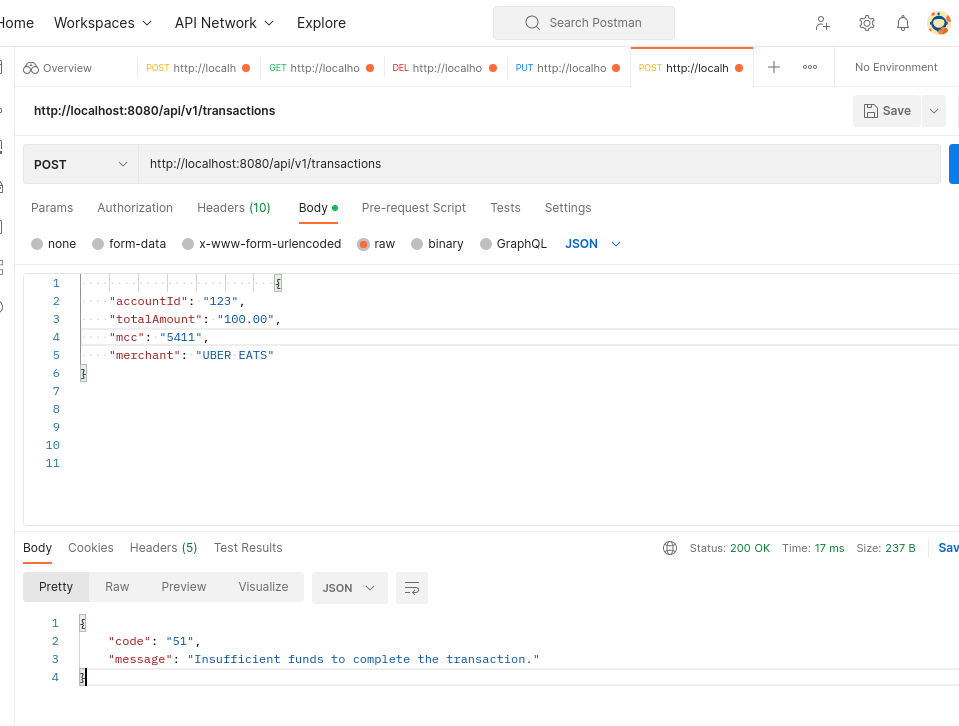 Home Workspaces API Network Explore Search Postman
Overview POST http://localh GET http://localho DEL http://localho PUT http://localho POST http://localh No Environment
http://localhost:8080/api/v1/transactions Save
POST http://localhost:8080/api/v1/transactions
Params Authorization Headers (10) Body Pre-request Script Tests Settings
none form-data x-www-form-urlencoded raw binary GraphQL JSON
1 {
2 "accountId": "123",
3 "totalAmount": "100.00",
4 "mcc": "5411",
5 "merchant": "UBER EATS"
6 }
7
8
9
10
11
Body Cookies Headers (5) Test Results Status: 200 OK Time: 17 ms Size: 237 B Sav
Pretty Raw Preview Visualize JSON
1 {
2 "code": "51",
3 "message": "Insufficient funds to complete the transaction."
4 }